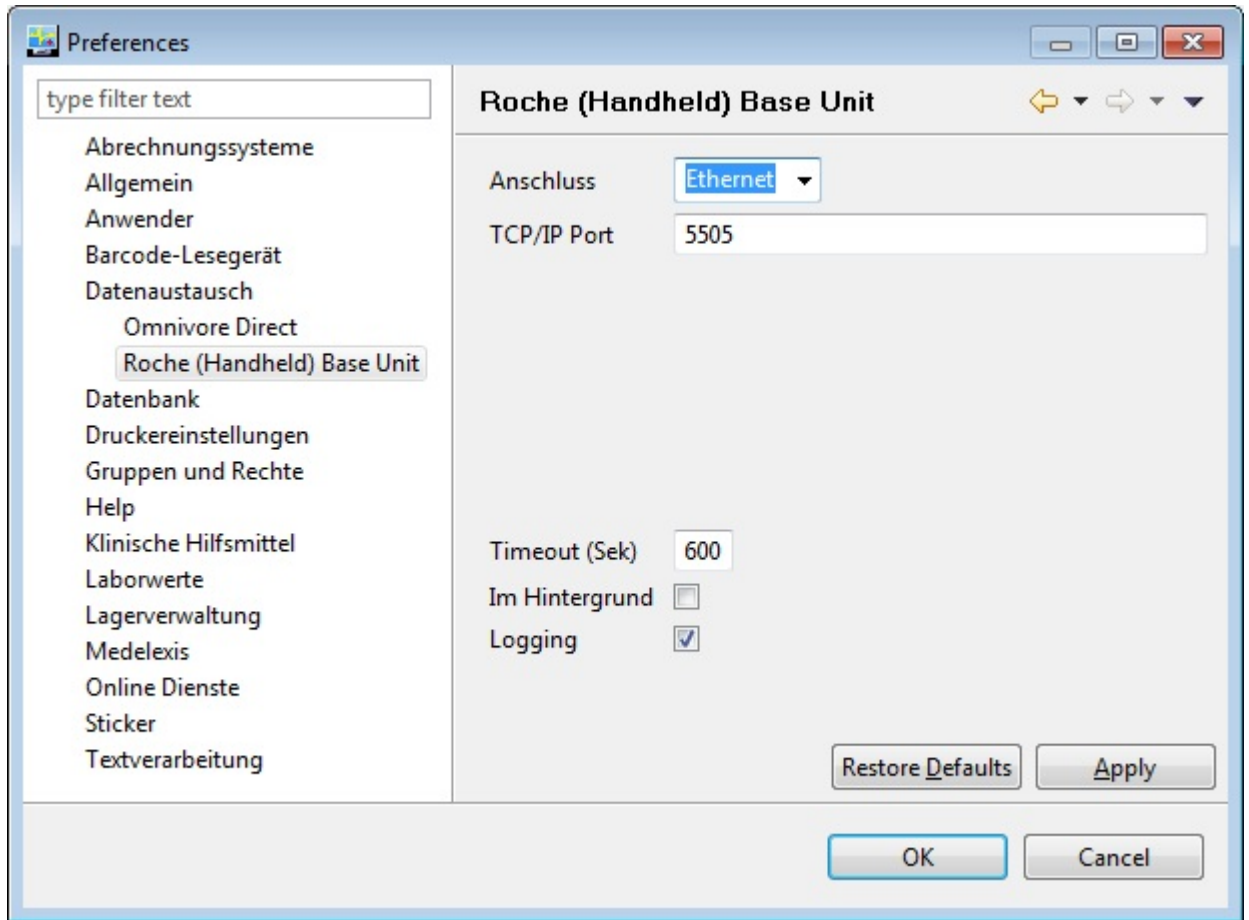 Preferences
type filter text
Abrechnungssysteme
Allgemein
Anwender
Barcode-Lesegerät
Datenaustausch
Omnivore Direct
Roche (Handheld) Base Unit
Datenbank
Druckereinstellungen
Gruppen und Rechte
Help
Klinische Hilfsmittel
Laborwerte
Lagerverwaltung
Medelexis
Online Dienste
Sticker
Textverarbeitung
Roche (Handheld) Base Unit
Anschluss Ethernet
TCP/IP Port 5505
Timeout (Sek) 600
Im Hintergrund
Logging
Restore Defaults Apply
OK Cancel